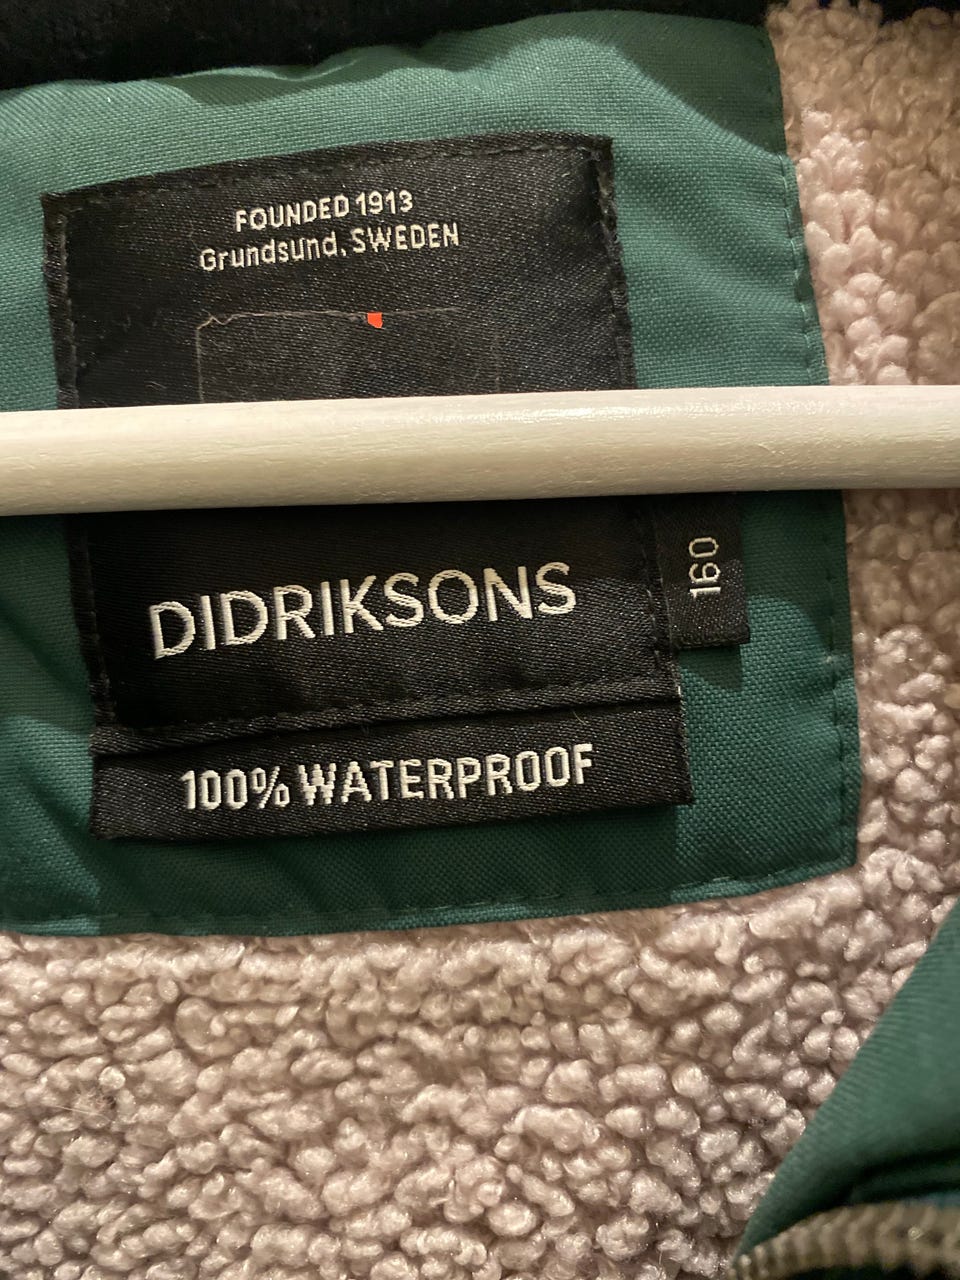 FOUNDED 1913
Grundsund, SWEDEN
DIDRIKSONS
160
100% WATERPROOF